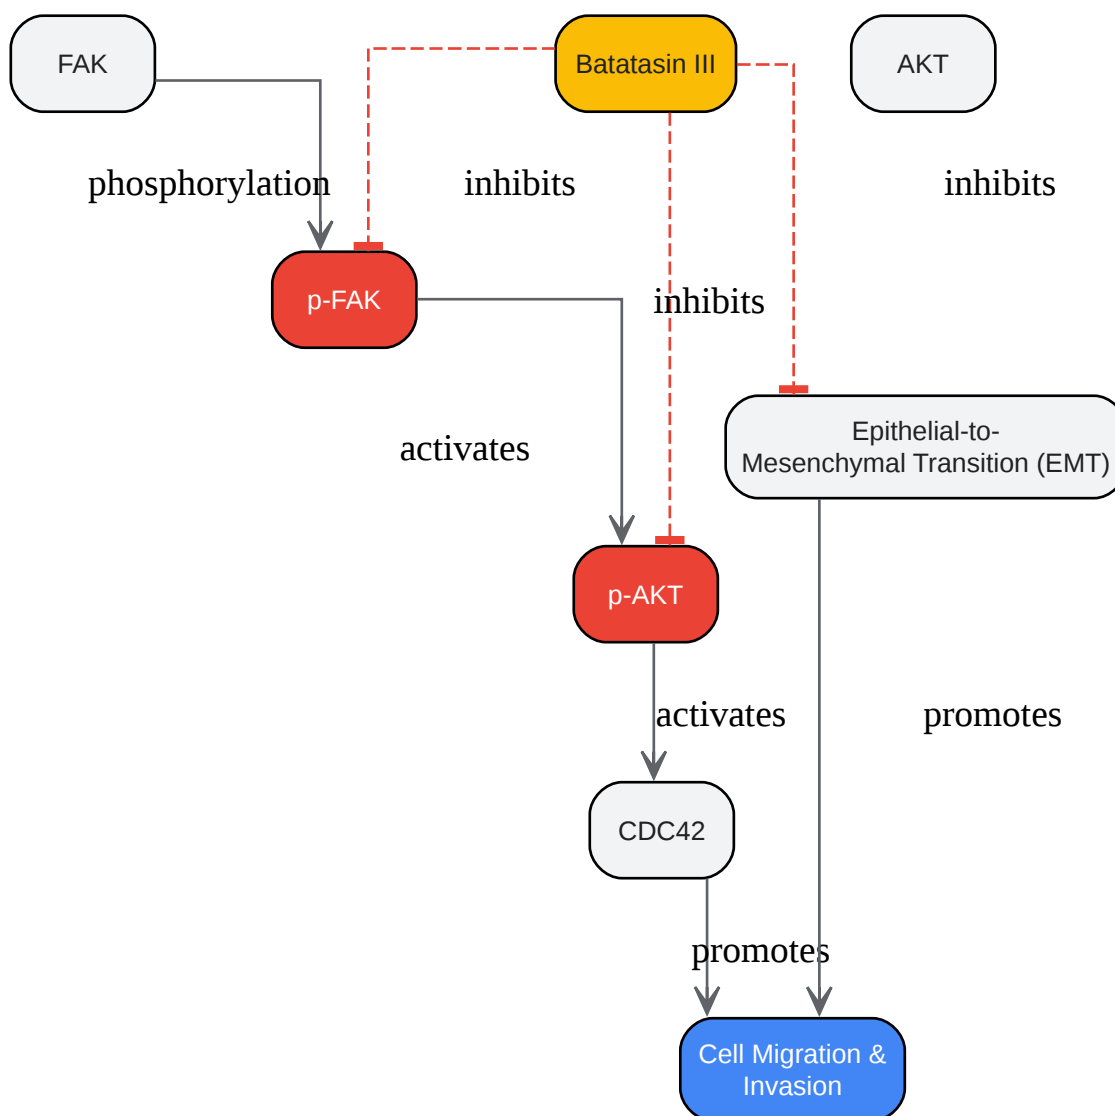 FAK
Batatasin III
AKT
phosphorylation
inhibits
inhibits
p-FAK
inhibits
activates
Epithelial-to-
Mesenchymal Transition (EMT)
p-AKT
activates
promotes
CDC42
promotes
Cell Migration &
Invasion